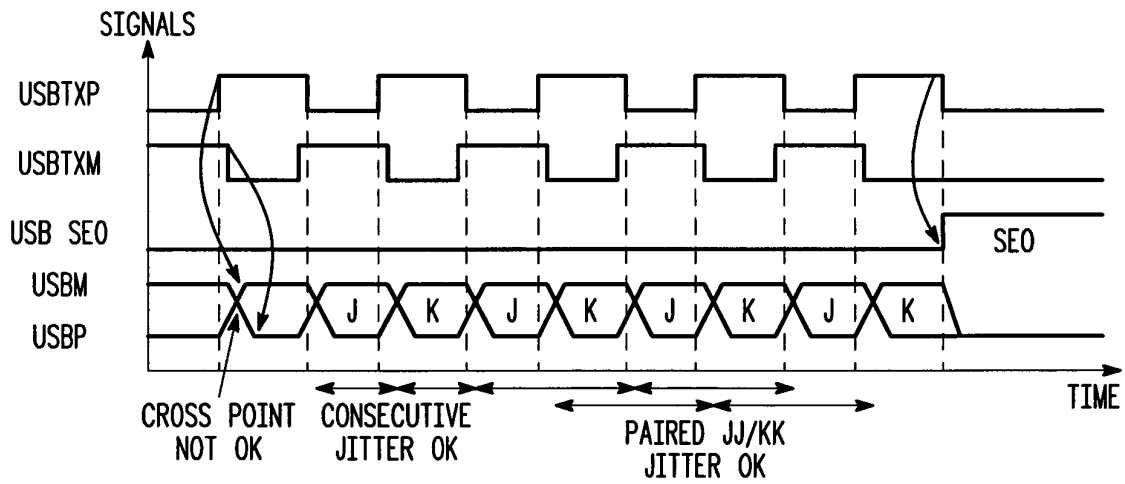 SIGNALS
USBTXP
USBTXM
USB SEO
SEO
USBM
USBP
J K J K J K J K
TIME
CROSS POINT
NOT OK
CONSECUTIVE
JITTER OK
PAIRED JJ/KK
JITTER OK